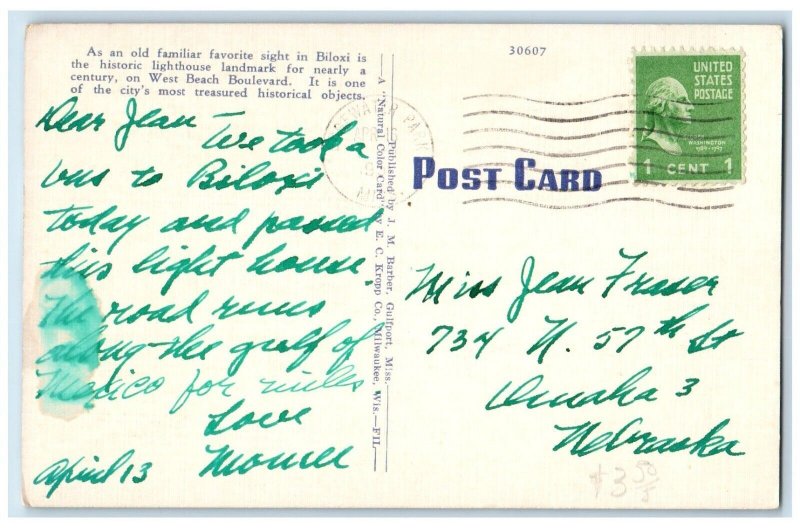 As an old familiar favorite sight in Biloxi is
the historic lighthouse landmark for nearly a
century, on West Beach Boulevard. It is one
of the city's most treasured historical objects.
Dear Jean –
We took a
bus to Biloxi
today and passed
this light house.
The road runs
along the gulf of
Mexico for miles
Love
April 13
Published by J. M. Barber, Gulfport, Miss.
A "Natural Color Card" by E. C. Kropp Co., Milwaukee, Wis.—FIL
30607
POST CARD
UNITED
STATES
POSTAGE
WASHINGTON
1789-1797
1 CENT 1
Miss Jean Fraser
734 N. 57th St
Omaha 3
Nebraska